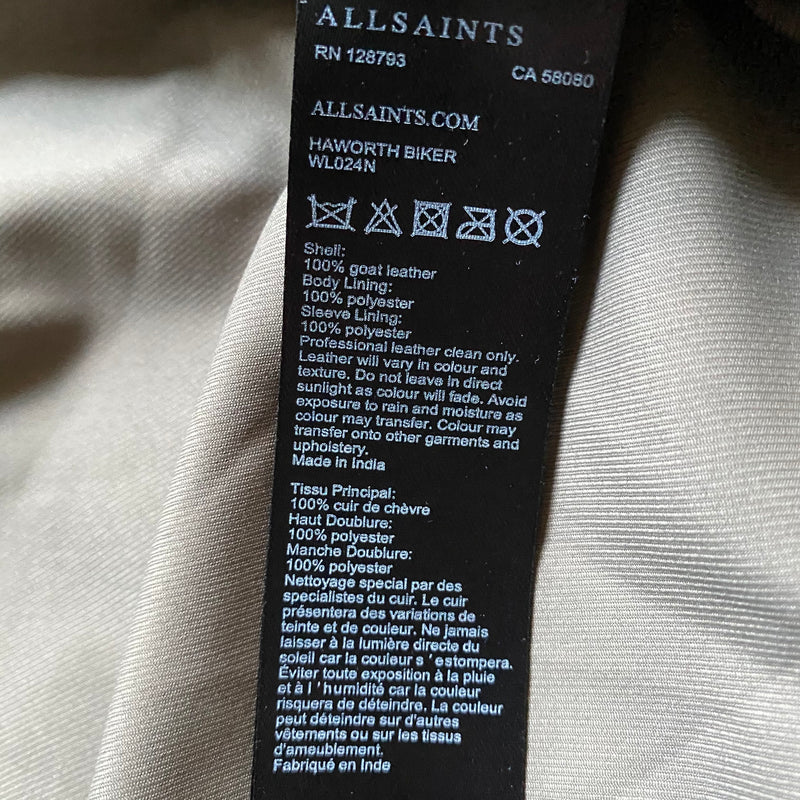 ALLSAINTS
RN 128793
CA 58080
ALLSAINTS.COM
HAWORTH BIKER
WL024N
Shell:
100% goat leather
Body Lining:
100% polyester
Sleeve Lining:
100% polyester
Professional leather clean only.
Leather will vary in colour and
texture. Do not leave in direct
sunlight as colour will fade. Avoid
exposure to rain and moisture as
colour may transfer. Colour may
transfer onto other garments and
upholstery.
Made in India
Tissu Principal:
100% cuir de chèvre
Haut Doublure:
100% polyester
Manche Doublure:
100% polyester
Nettoyage special par des
specialistes du cuir. Le cuir
présentera des variations de
teinte et de couleur. Ne jamais
laisser à la lumière directe du
soleil car la couleur s'estompera.
Éviter toute exposition à la pluie
et à l'humidité car la couleur
risquera de déteindre. La couleur
peut déteindre sur d'autres
vêtements ou sur les tissus
d'ameublement.
Fabriqué en Inde